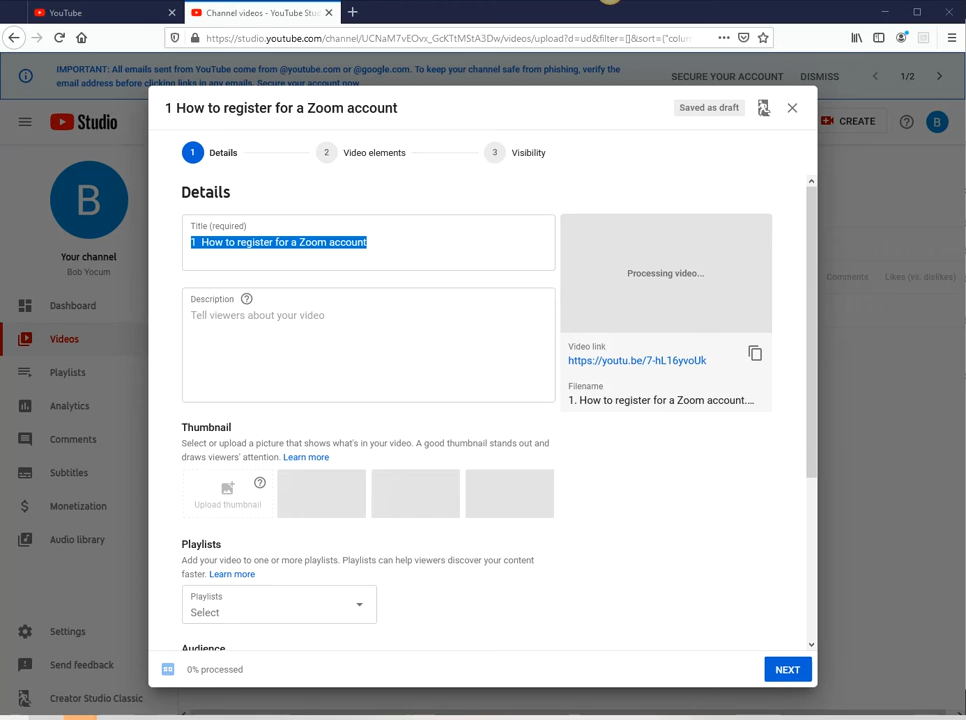 YouTube
Channel videos - YouTube Stud
https://studio.youtube.com/channel/UCNaM7vEOvx_GcKTtMStA3Dw/videos/upload?d=ud&filter=[]&sort={"colum
IMPORTANT: All emails sent from YouTube come from @youtube.com or @google.com. To keep your channel safe from phishing, verify the
email address before clicking links in any emails. Secure your account now
SECURE YOUR ACCOUNT
DISMISS
1/2
Studio
CREATE
B
B
Your channel
Bob Yocum
Dashboard
Videos
Playlists
Analytics
Comments
Subtitles
Monetization
Audio library
Settings
Send feedback
Creator Studio Classic
Comments
Likes (vs. dislikes)
1 How to register for a Zoom account
Saved as draft
1 Details
2 Video elements
3 Visibility
Details
Title (required)
1 How to register for a Zoom account
Description
Tell viewers about your video
Processing video...
Video link
https://youtu.be/7-hL16yvoUk
Filename
1. How to register for a Zoom account....
Thumbnail
Select or upload a picture that shows what's in your video. A good thumbnail stands out and
draws viewers' attention. Learn more
Upload thumbnail
Playlists
Add your video to one or more playlists. Playlists can help viewers discover your content
faster. Learn more
Playlists
Select
Audience
SD
0% processed
NEXT